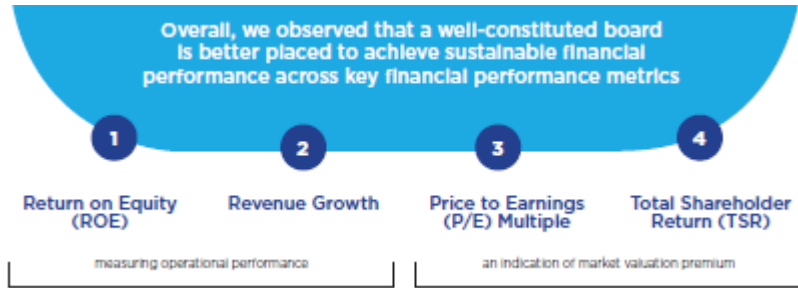 Overall, we observed that a well-constituted board
is better placed to achieve sustainable financial
performance across key financial performance metrics
1
2
3
4
Return on Equity
(ROE)
Revenue Growth
Price to Earnings
(P/E) Multiple
Total Shareholder
Return (TSR)
measuring operational performance
an indication of market valuation premium